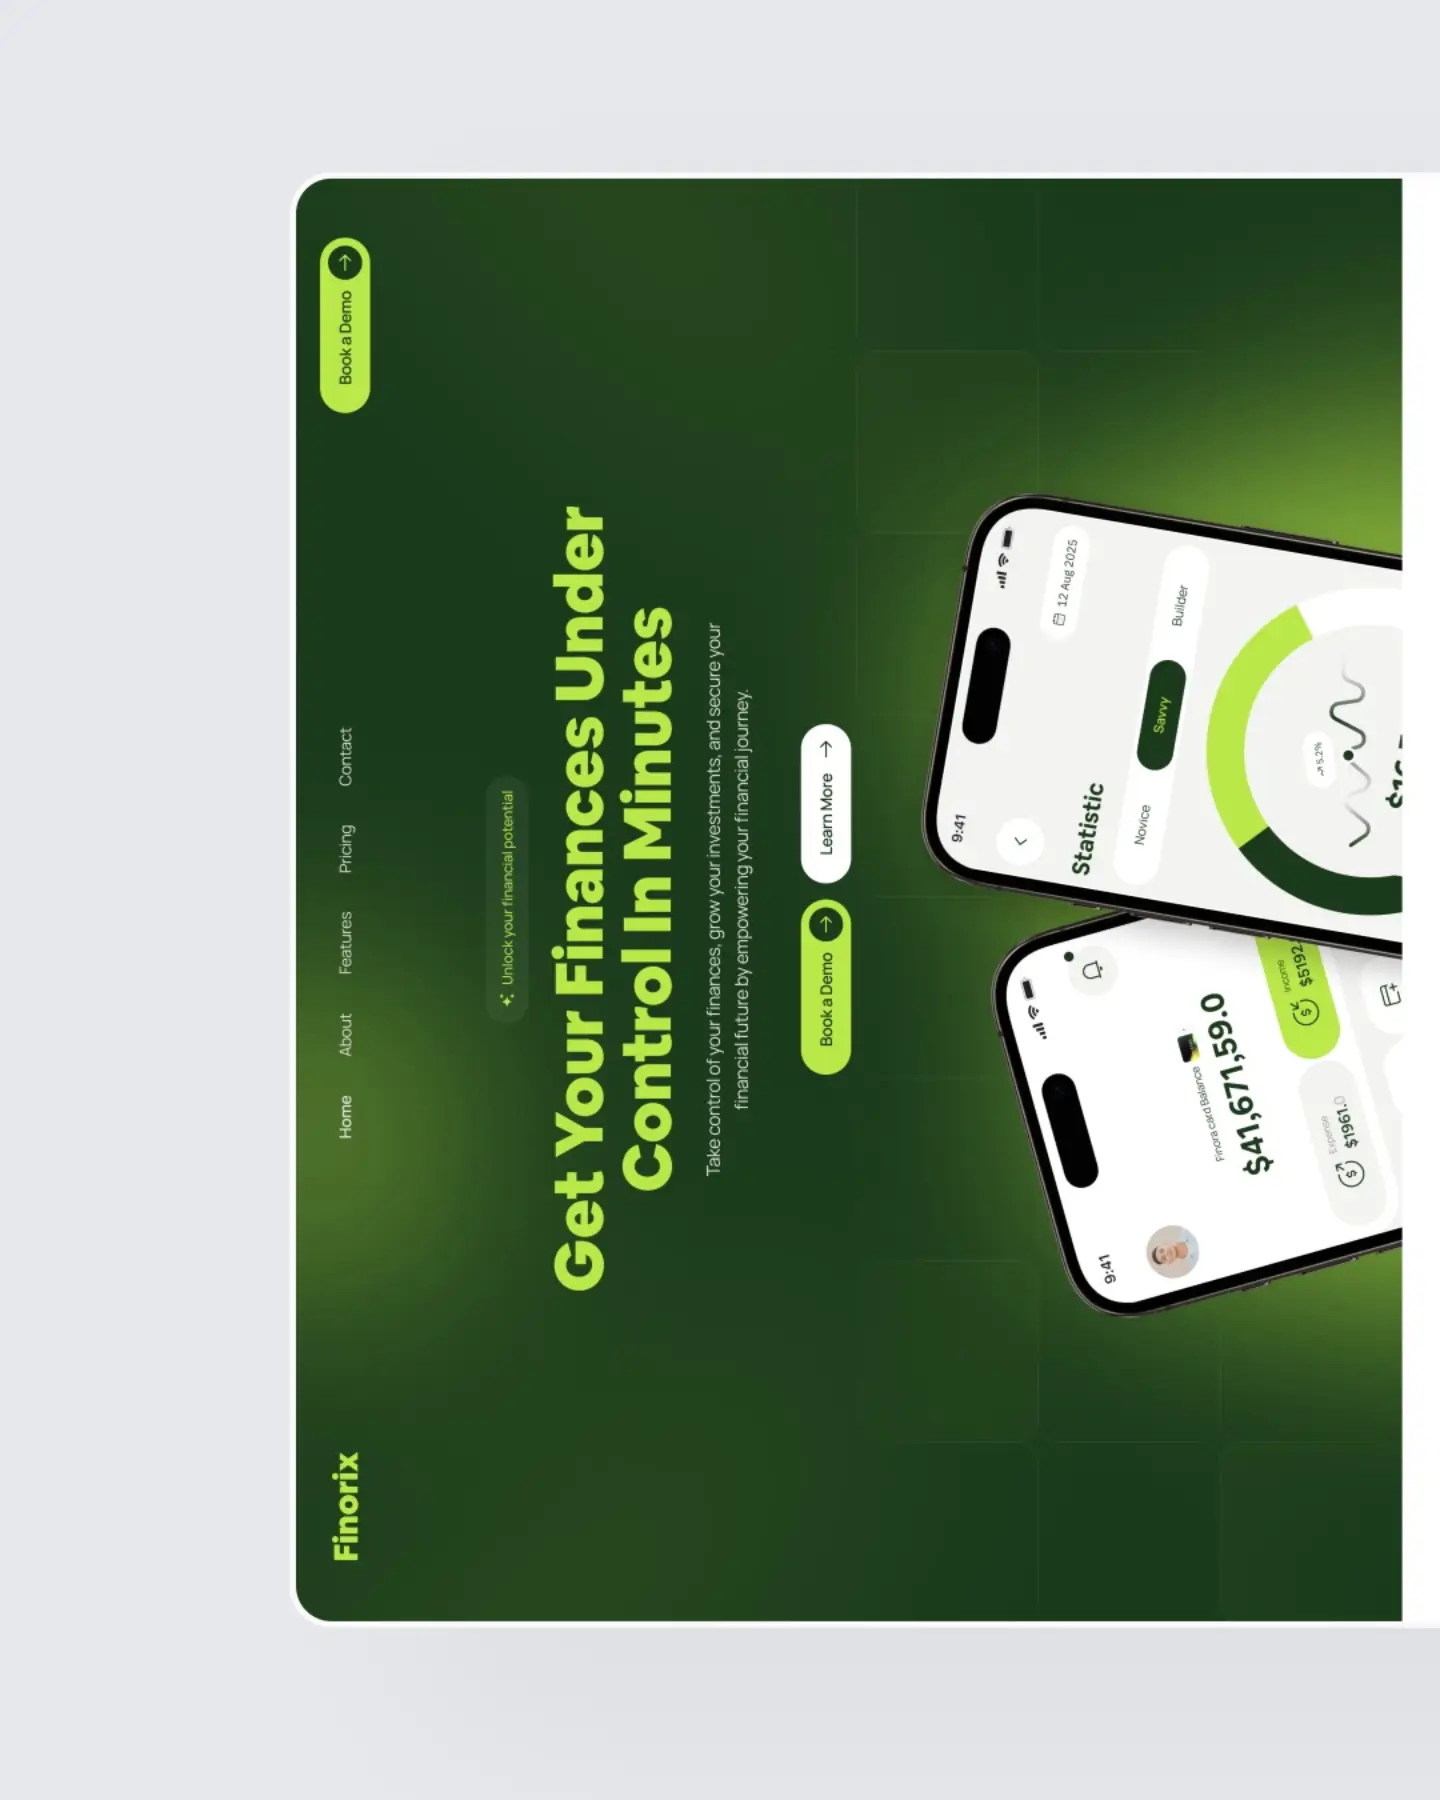 Finorix
Home
About
Features
Pricing
Contact
Book a Demo
Unlock your financial potential
Get Your Finances Under
Control In Minutes
Take control of your finances, grow your investments, and secure your
financial future by empowering your financial journey.
Book a Demo
Learn More
9:41
Finora card Balance
$41,671,59.0
Expense
$1961.0
Income
$5192.
9:41
Statistic
12 Aug 2025
Novice
Savvy
Builder
5.2%